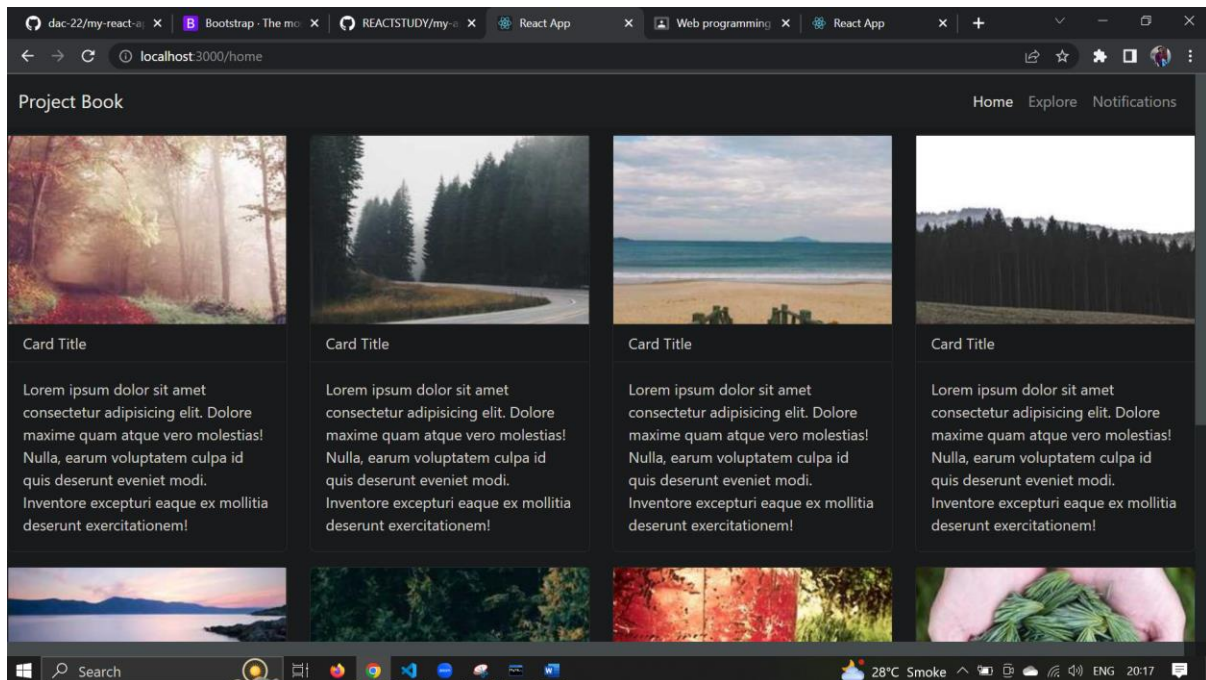 dac-22/my-react-a
Bootstrap · The mo
REACTSTUDY/my-a
React App
Web programming
React App
localhost:3000/home
Project Book
Home Explore Notifications
Card Title
Lorem ipsum dolor sit amet
consectetur adipisicing elit. Dolore
maxime quam atque vero molestias!
Nulla, earum voluptatem culpa id
quis deserunt eveniet modi.
Inventore excepturi eaque ex mollitia
deserunt exercitationem!
Card Title
Lorem ipsum dolor sit amet
consectetur adipisicing elit. Dolore
maxime quam atque vero molestias!
Nulla, earum voluptatem culpa id
quis deserunt eveniet modi.
Inventore excepturi eaque ex mollitia
deserunt exercitationem!
Card Title
Lorem ipsum dolor sit amet
consectetur adipisicing elit. Dolore
maxime quam atque vero molestias!
Nulla, earum voluptatem culpa id
quis deserunt eveniet modi.
Inventore excepturi eaque ex mollitia
deserunt exercitationem!
Card Title
Lorem ipsum dolor sit amet
consectetur adipisicing elit. Dolore
maxime quam atque vero molestias!
Nulla, earum voluptatem culpa id
quis deserunt eveniet modi.
Inventore excepturi eaque ex mollitia
deserunt exercitationem!
Search
28°C Smoke
ENG 20:17